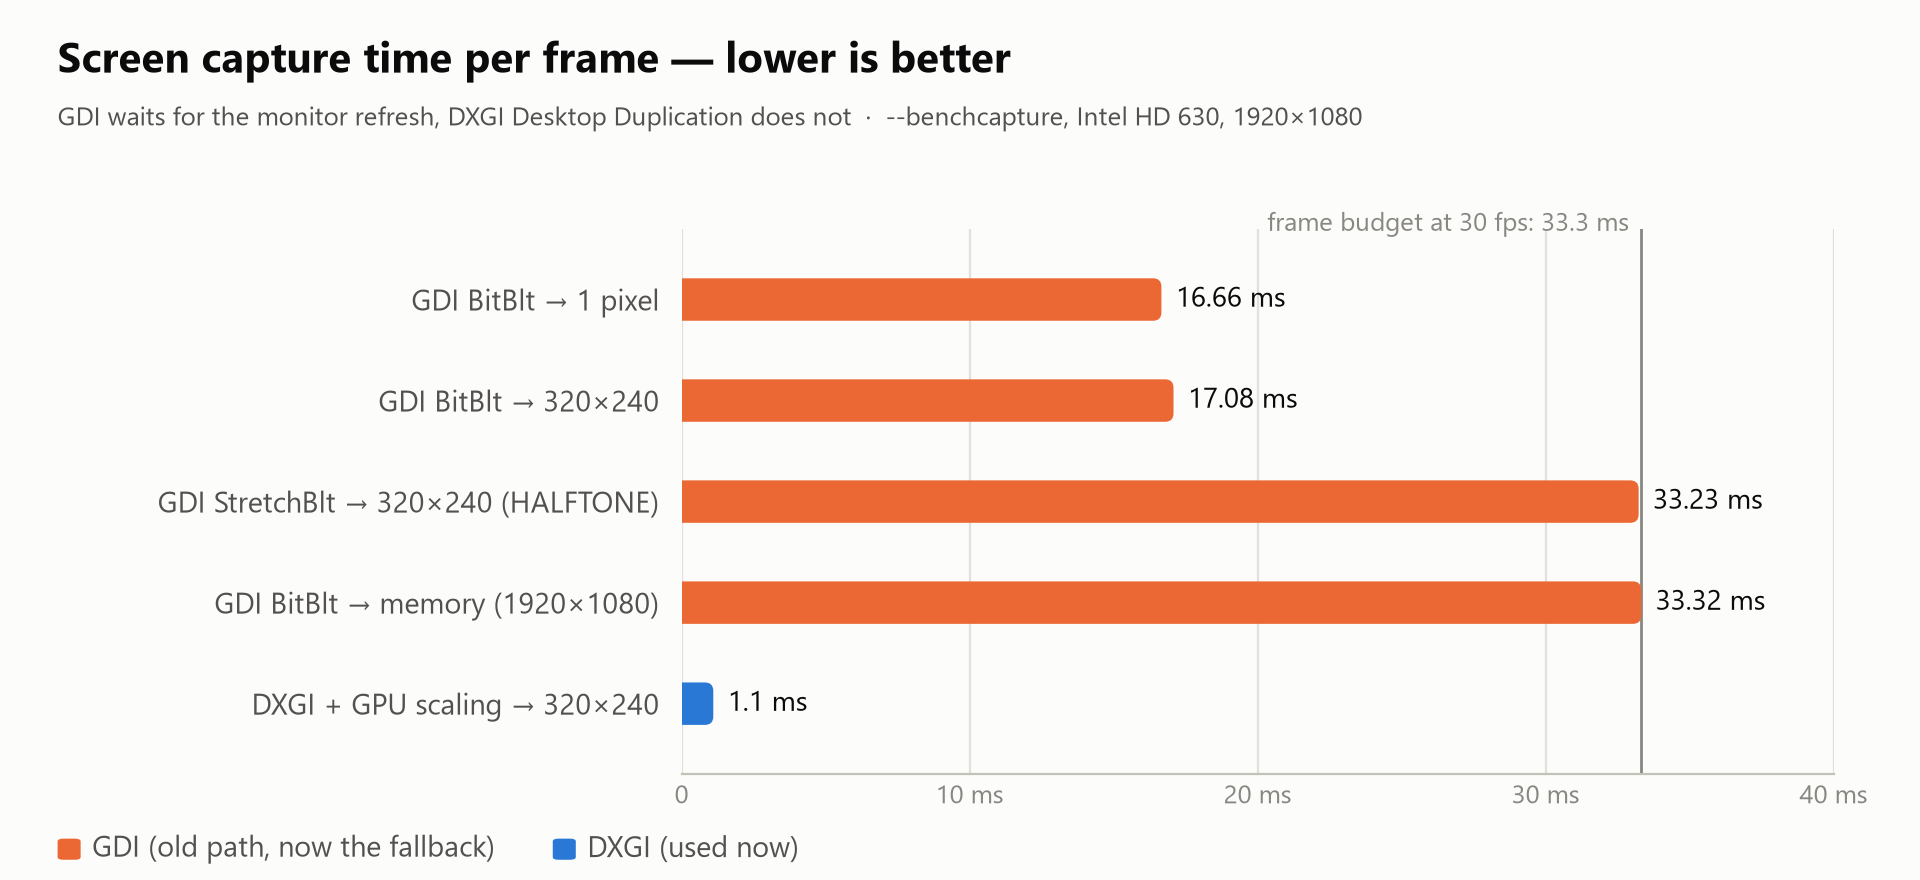 Screen capture time per frame — lower is better
GDI waits for the monitor refresh, DXGI Desktop Duplication does not · --benchcapture, Intel HD 630, 1920×1080
frame budget at 30 fps: 33.3 ms
GDI BitBlt → 1 pixel 16.66 ms
GDI BitBlt → 320×240 17.08 ms
GDI StretchBlt → 320×240 (HALFTONE) 33.23 ms
GDI BitBlt → memory (1920×1080) 33.32 ms
DXGI + GPU scaling → 320×240 1.1 ms
0 10 ms 20 ms 30 ms 40 ms
GDI (old path, now the fallback) DXGI (used now)